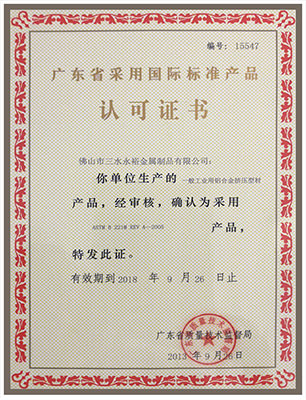 编号: 15547
广东省采用国际标准产品
认可证书
佛山市三水永裕金属制品有限公司:
你单位生产的 一般工业用铝合金挤压型材
产品，经审核，确认为采用
ASTM B 221M REV A-2005 产品，
特发此证。
有效期到2018 年 9 月 26 日止
广东省质量技术监督局
2013 年 9 月 26 日